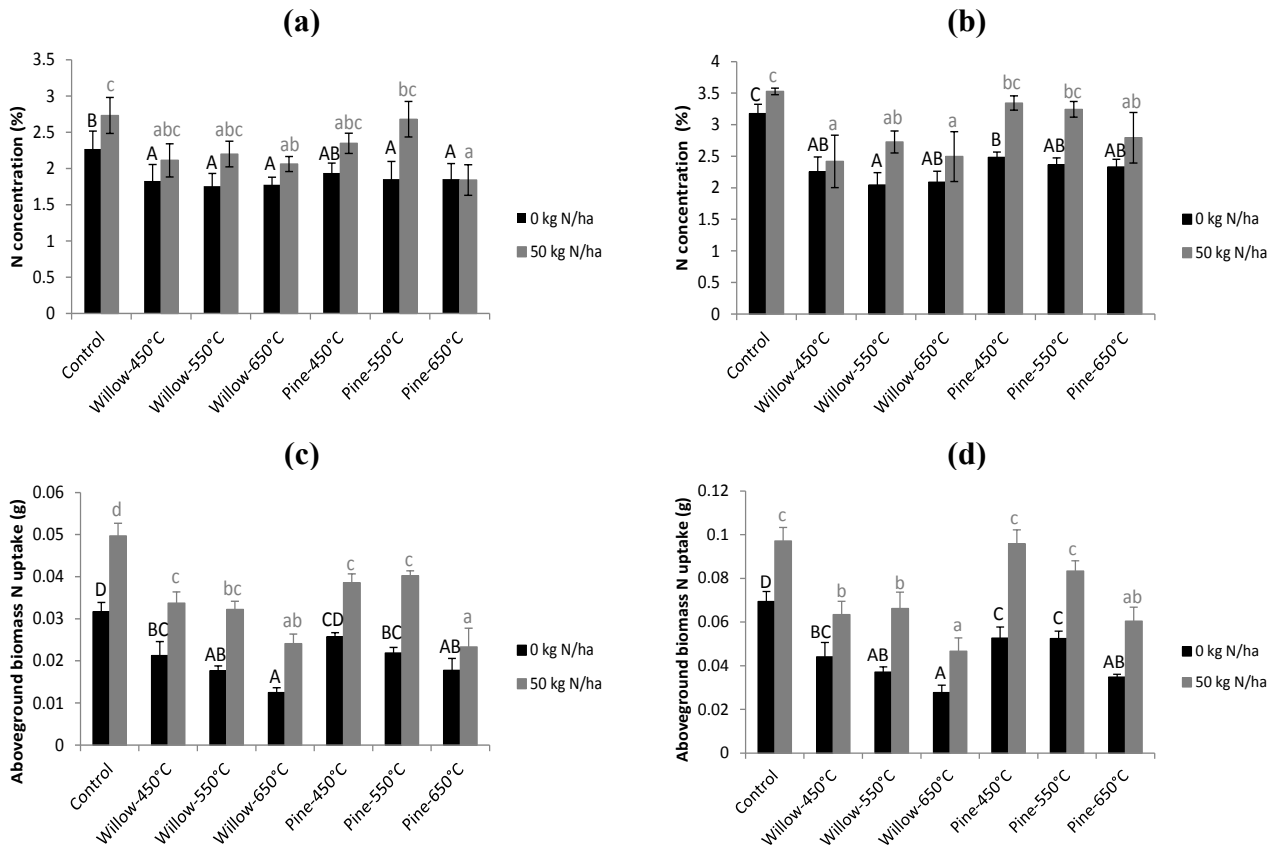 (a)
N concentration (%)
3.5
3
2.5
2
1.5
1
0.5
0
B
c
A
abc
A
abc
A
ab
AB
abc
A
bc
A
a
Control
Willow-450°C
Willow-550°C
Willow-650°C
Pine-450°C
Pine-550°C
Pine-650°C
0 kg N/ha
50 kg N/ha
(b)
N concentration (%)
4
3.5
3
2.5
2
1.5
1
0.5
0
C
c
AB
a
A
ab
AB
a
B
bc
AB
bc
AB
ab
Control
Willow-450°C
Willow-550°C
Willow-650°C
Pine-450°C
Pine-550°C
Pine-650°C
0 kg N/ha
50 kg N/ha
(c)
Aboveground biomass N uptake (g)
0.06
0.05
0.04
0.03
0.02
0.01
0
D
d
BC
c
AB
bc
A
ab
CD
c
BC
c
AB
a
Control
Willow-450°C
Willow-550°C
Willow-650°C
Pine-450°C
Pine-550°C
Pine-650°C
0 kg N/ha
50 kg N/ha
(d)
Aboveground biomass N uptake (g)
0.12
0.1
0.08
0.06
0.04
0.02
0
D
c
BC
b
AB
b
A
a
C
c
C
c
AB
ab
Control
Willow-450°C
Willow-550°C
Willow-650°C
Pine-450°C
Pine-550°C
Pine-650°C
0 kg N/ha
50 kg N/ha